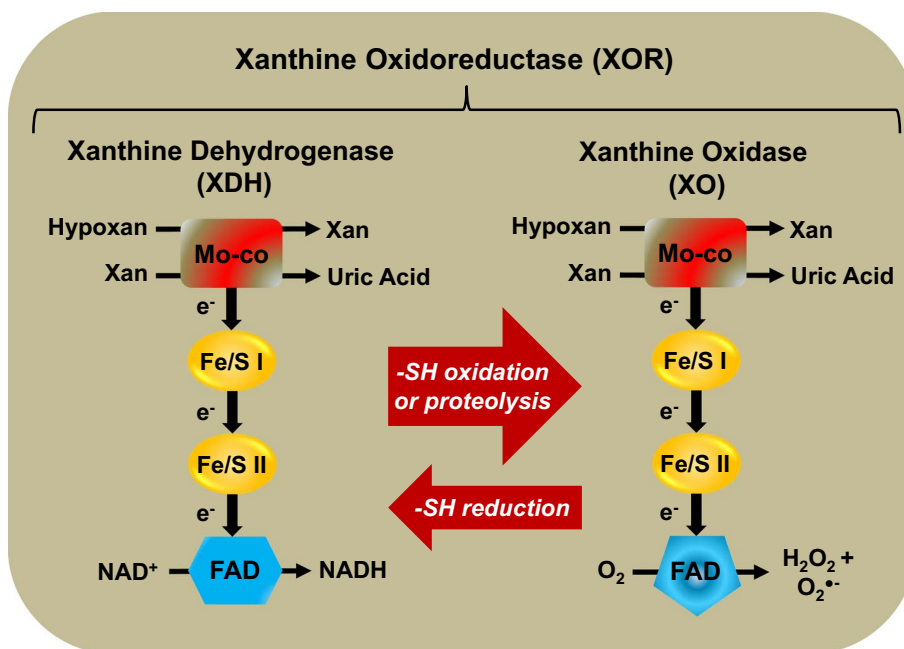 Xanthine Oxidoreductase (XOR)
Xanthine Dehydrogenase
(XDH)
Hypoxan
Mo-co
Xan
Xan
Uric Acid
e-
Fe/S I
e-
Fe/S II
e-
NAD+
FAD
NADH
-SH oxidation
or proteolysis
-SH reduction
Xanthine Oxidase
(XO)
Hypoxan
Mo-co
Xan
Xan
Uric Acid
e-
Fe/S I
e-
Fe/S II
e-
O₂
FAD
H₂O₂ +
O₂•-